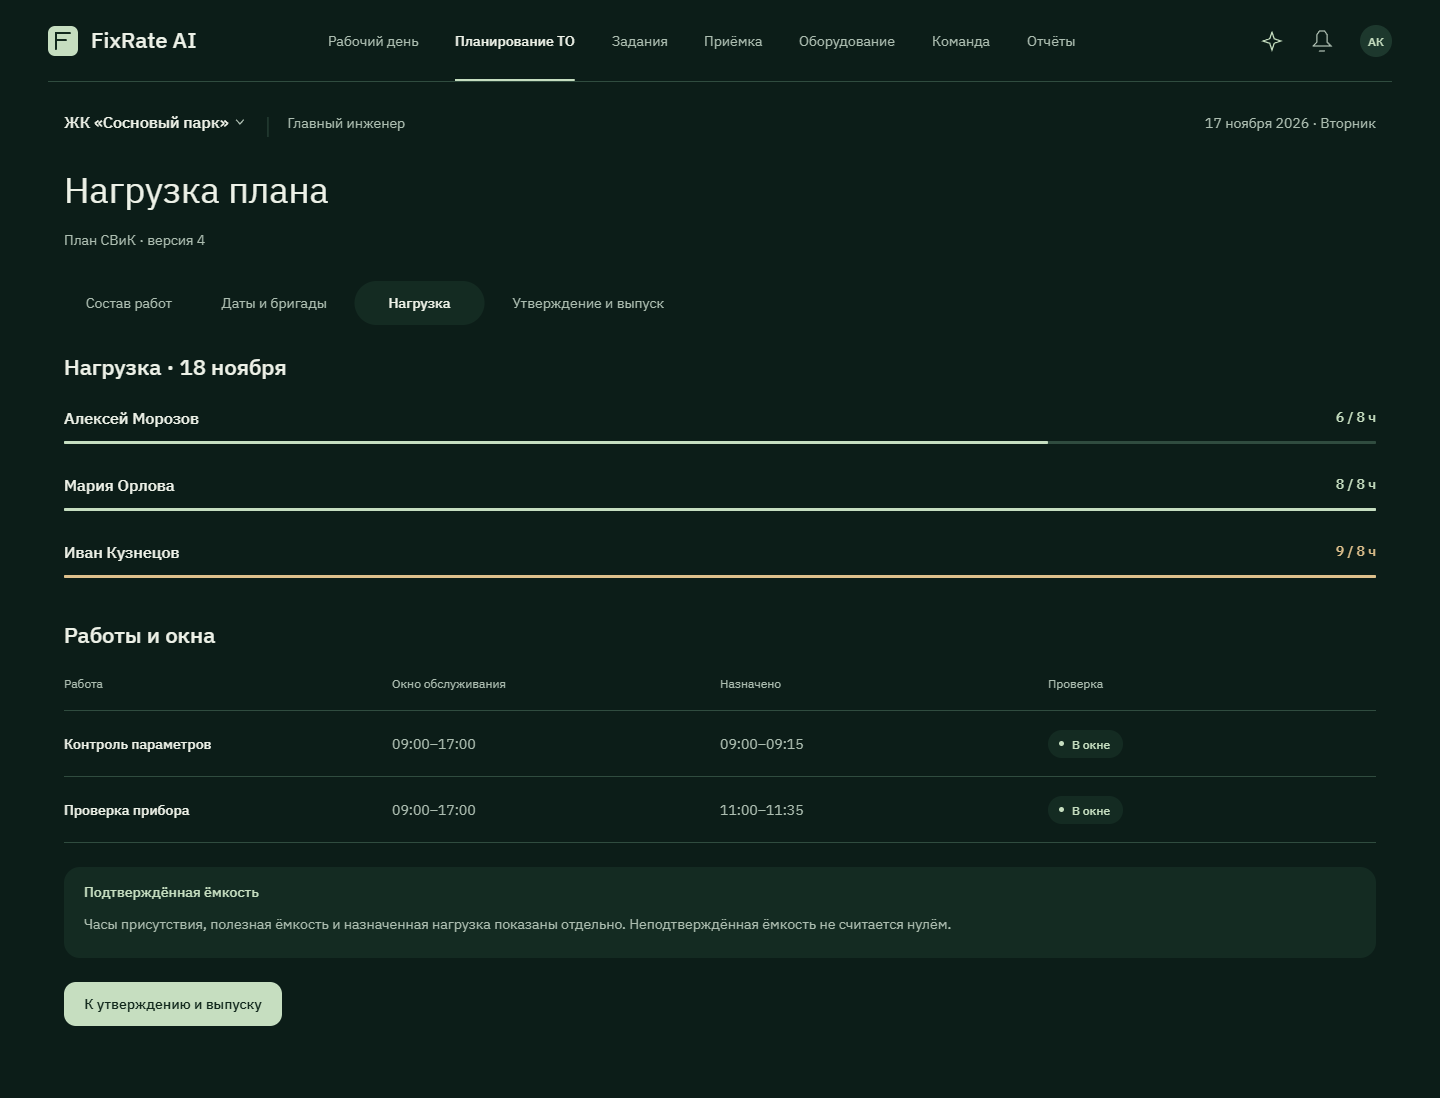 FixRate AI
Рабочий день Планирование ТО Задания Приёмка Оборудование Команда Отчёты
АК
ЖК «Сосновый парк» Главный инженер 17 ноября 2026 · Вторник
Нагрузка плана
План СВиК · версия 4
Состав работ Даты и бригады Нагрузка Утверждение и выпуск
Нагрузка · 18 ноября
Алексей Морозов 6 / 8 ч
Мария Орлова 8 / 8 ч
Иван Кузнецов 9 / 8 ч
Работы и окна
Работа Окно обслуживания Назначено Проверка
Контроль параметров 09:00–17:00 09:00–09:15 В окне
Проверка прибора 09:00–17:00 11:00–11:35 В окне
Подтверждённая ёмкость
Часы присутствия, полезная ёмкость и назначенная нагрузка показаны отдельно. Неподтверждённая ёмкость не считается нулём.
К утверждению и выпуску